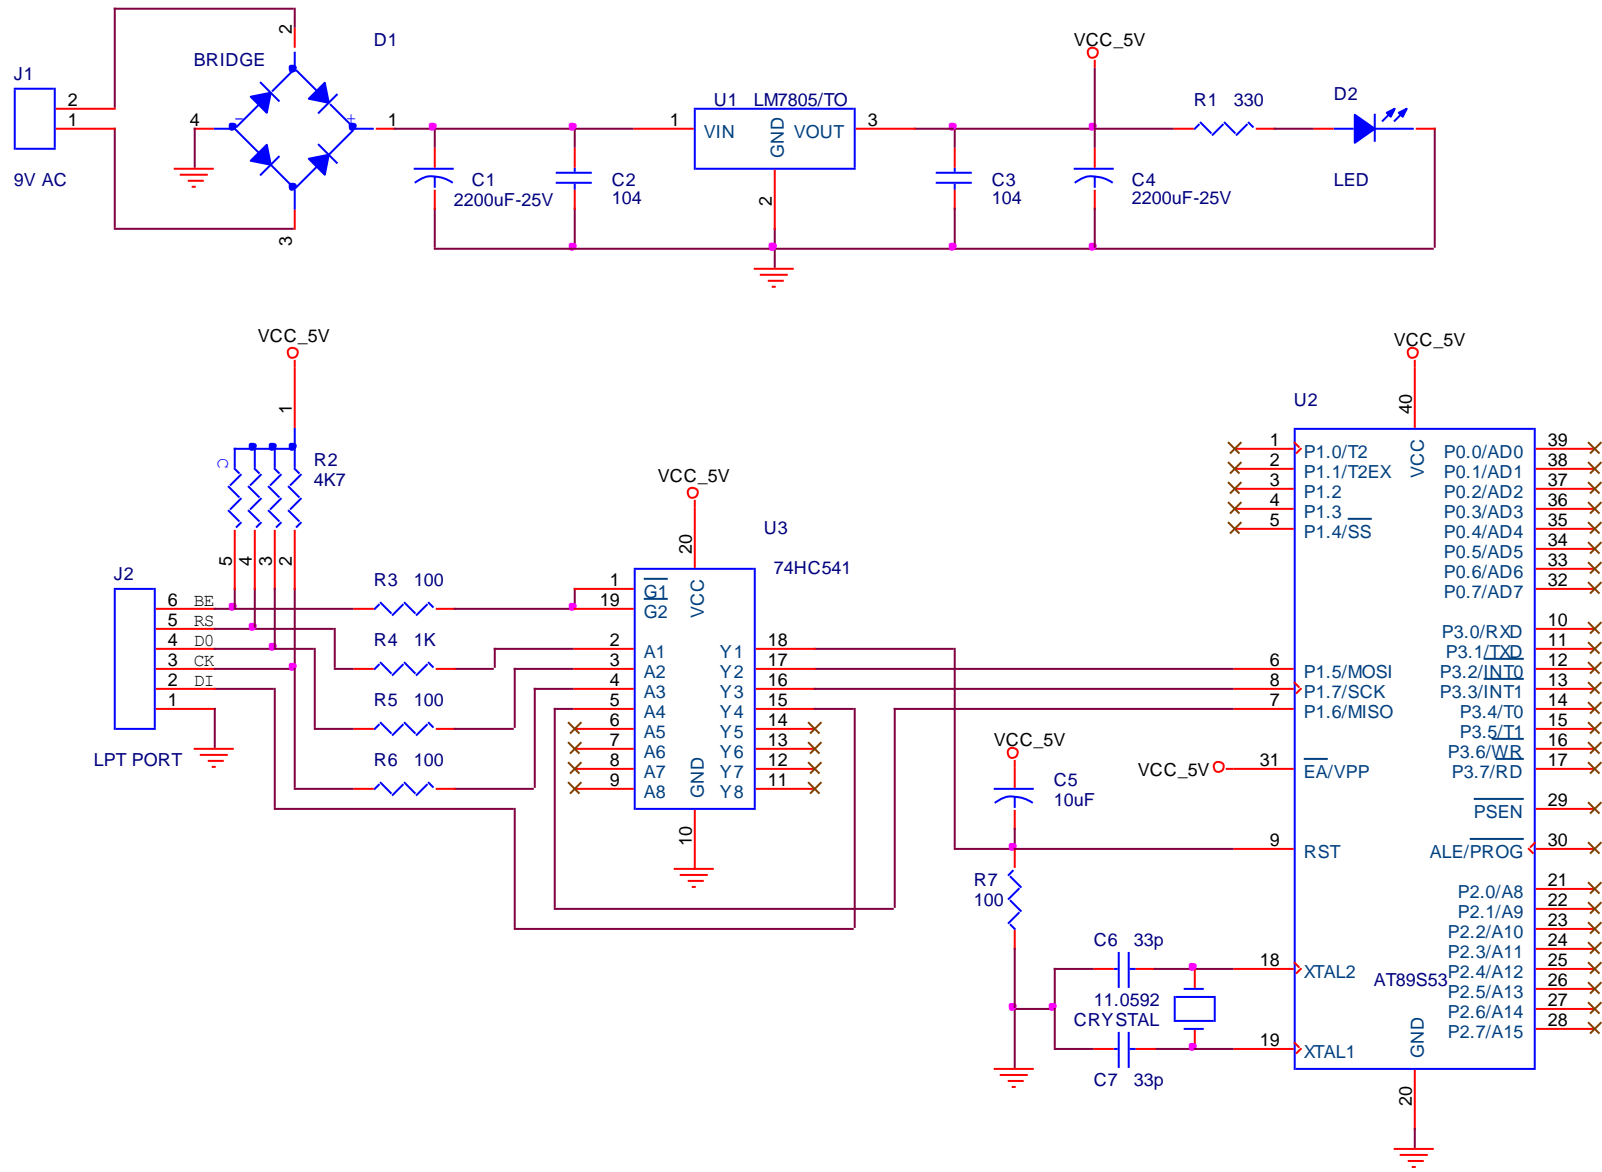 J1
2
1
9V AC
BRIDGE
D1
2
4
-
+
1
3
U1 LM7805/TO
1
VIN
GND
VOUT
3
2
C1
2200uF-25V
C2
104
C3
104
C4
2200uF-25V
VCC_5V
R1 330
D2
LED
VCC_5V
1
R2
4K7
C
5
4
3
2
J2
6 BE
5 RS
4 D0
3 CK
2 DI
1
LPT PORT
R3 100
R4 1K
R5 100
R6 100
VCC_5V
20
U3
74HC541
VCC
GND
10
1 G1
19 G2
2 A1
3 A2
4 A3
5 A4
6 A5
7 A6
8 A7
9 A8
Y1 18
Y2 17
Y3 16
Y4 15
Y5 14
Y6 13
Y7 12
Y8 11
VCC_5V
C5
10uF
R7
100
C6 33p
11.0592
CRYSTAL
C7 33p
VCC_5V
40
U2
VCC
1 P1.0/T2
2 P1.1/T2EX
3 P1.2
4 P1.3
5 P1.4/SS
6 P1.5/MOSI
8 P1.7/SCK
7 P1.6/MISO
VCC_5V
31 EA/VPP
9 RST
18 XTAL2
19 XTAL1
AT89S53
GND
20
P0.0/AD0 39
P0.1/AD1 38
P0.2/AD2 37
P0.3/AD3 36
P0.4/AD4 35
P0.5/AD5 34
P0.6/AD6 33
P0.7/AD7 32
P3.0/RXD 10
P3.1/TXD 11
P3.2/INT0 12
P3.3/INT1 13
P3.4/T0 14
P3.5/T1 15
P3.6/WR 16
P3.7/RD 17
PSEN 29
ALE/PROG 30
P2.0/A8 21
P2.1/A9 22
P2.2/A10 23
P2.3/A11 24
P2.4/A12 25
P2.5/A13 26
P2.6/A14 27
P2.7/A15 28